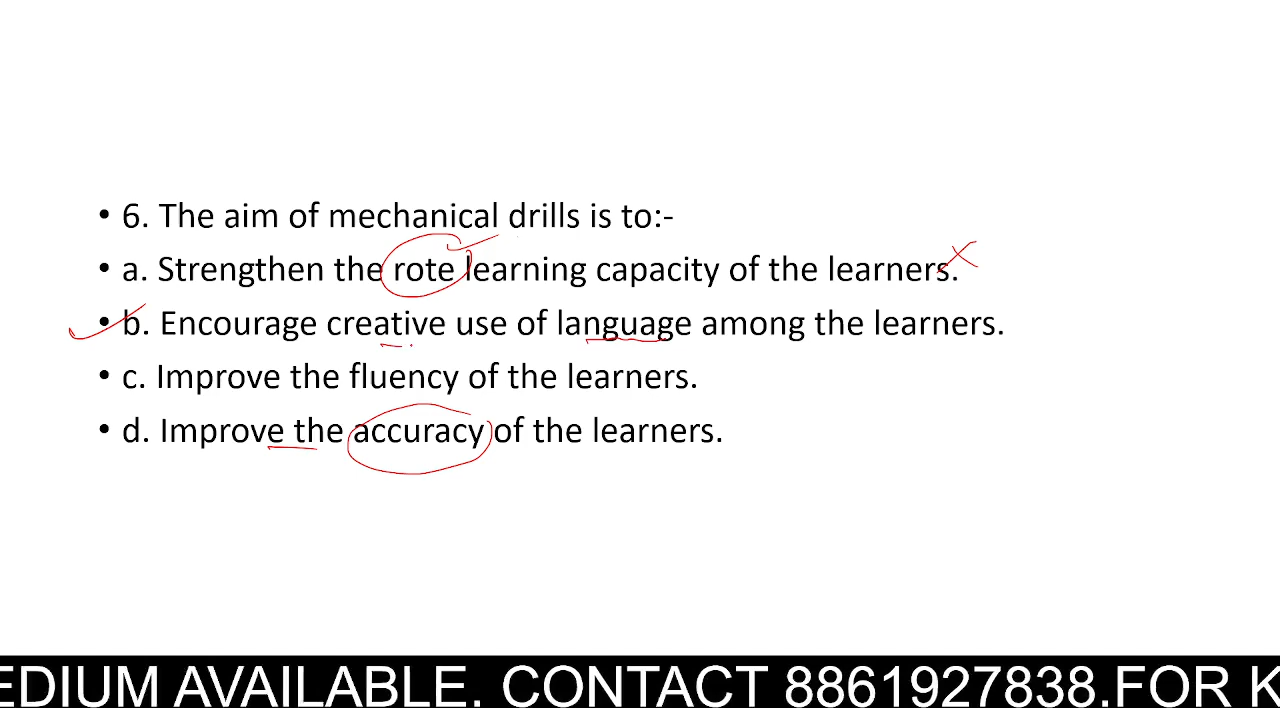 • 6. The aim of mechanical drills is to:-
• a. Strengthen the rote learning capacity of the learners.
• b. Encourage creative use of language among the learners.
• c. Improve the fluency of the learners.
• d. Improve the accuracy of the learners.
EDIUM AVAILABLE. CONTACT 8861927838.FOR K